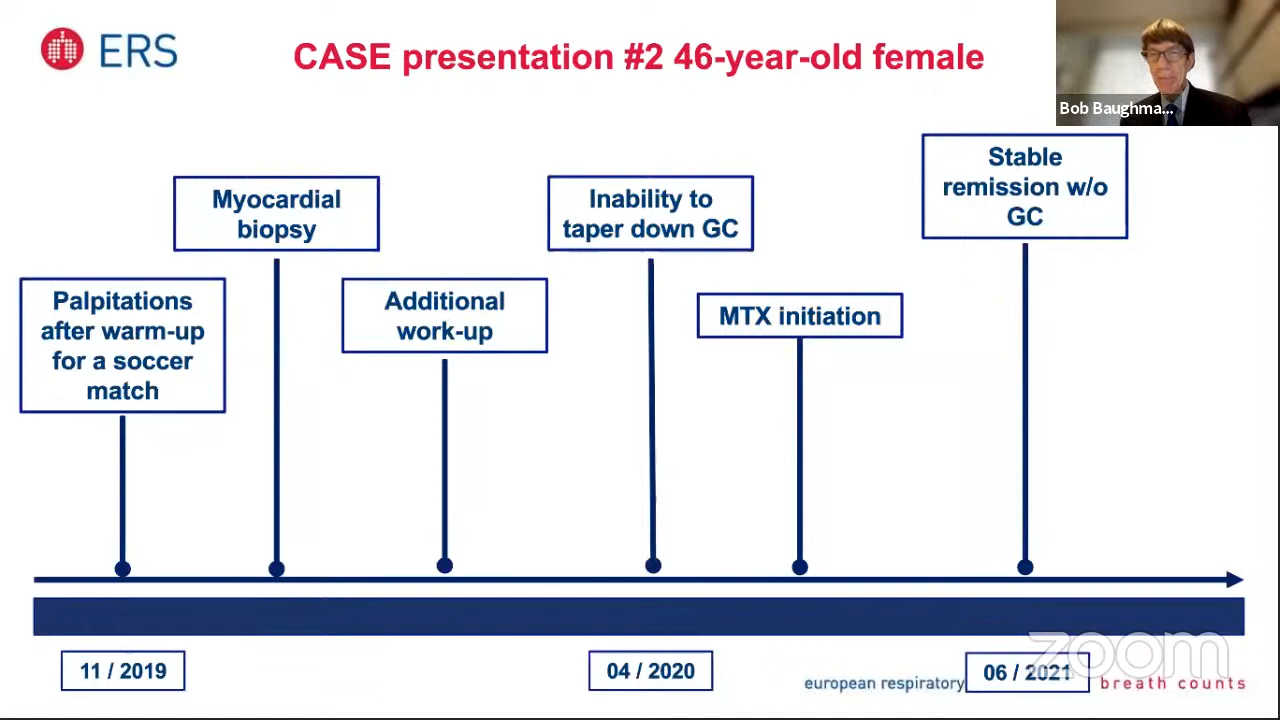 ERS
CASE presentation #2 46-year-old female
Bob Baughma...
Stable
remission w/o
GC
Myocardial
biopsy
Inability to
taper down GC
Palpitations
after warm-up
for a soccer
match
Additional
work-up
MTX initiation
11 / 2019
04 / 2020
06 / 2021
zoom
european respiratory
breath counts